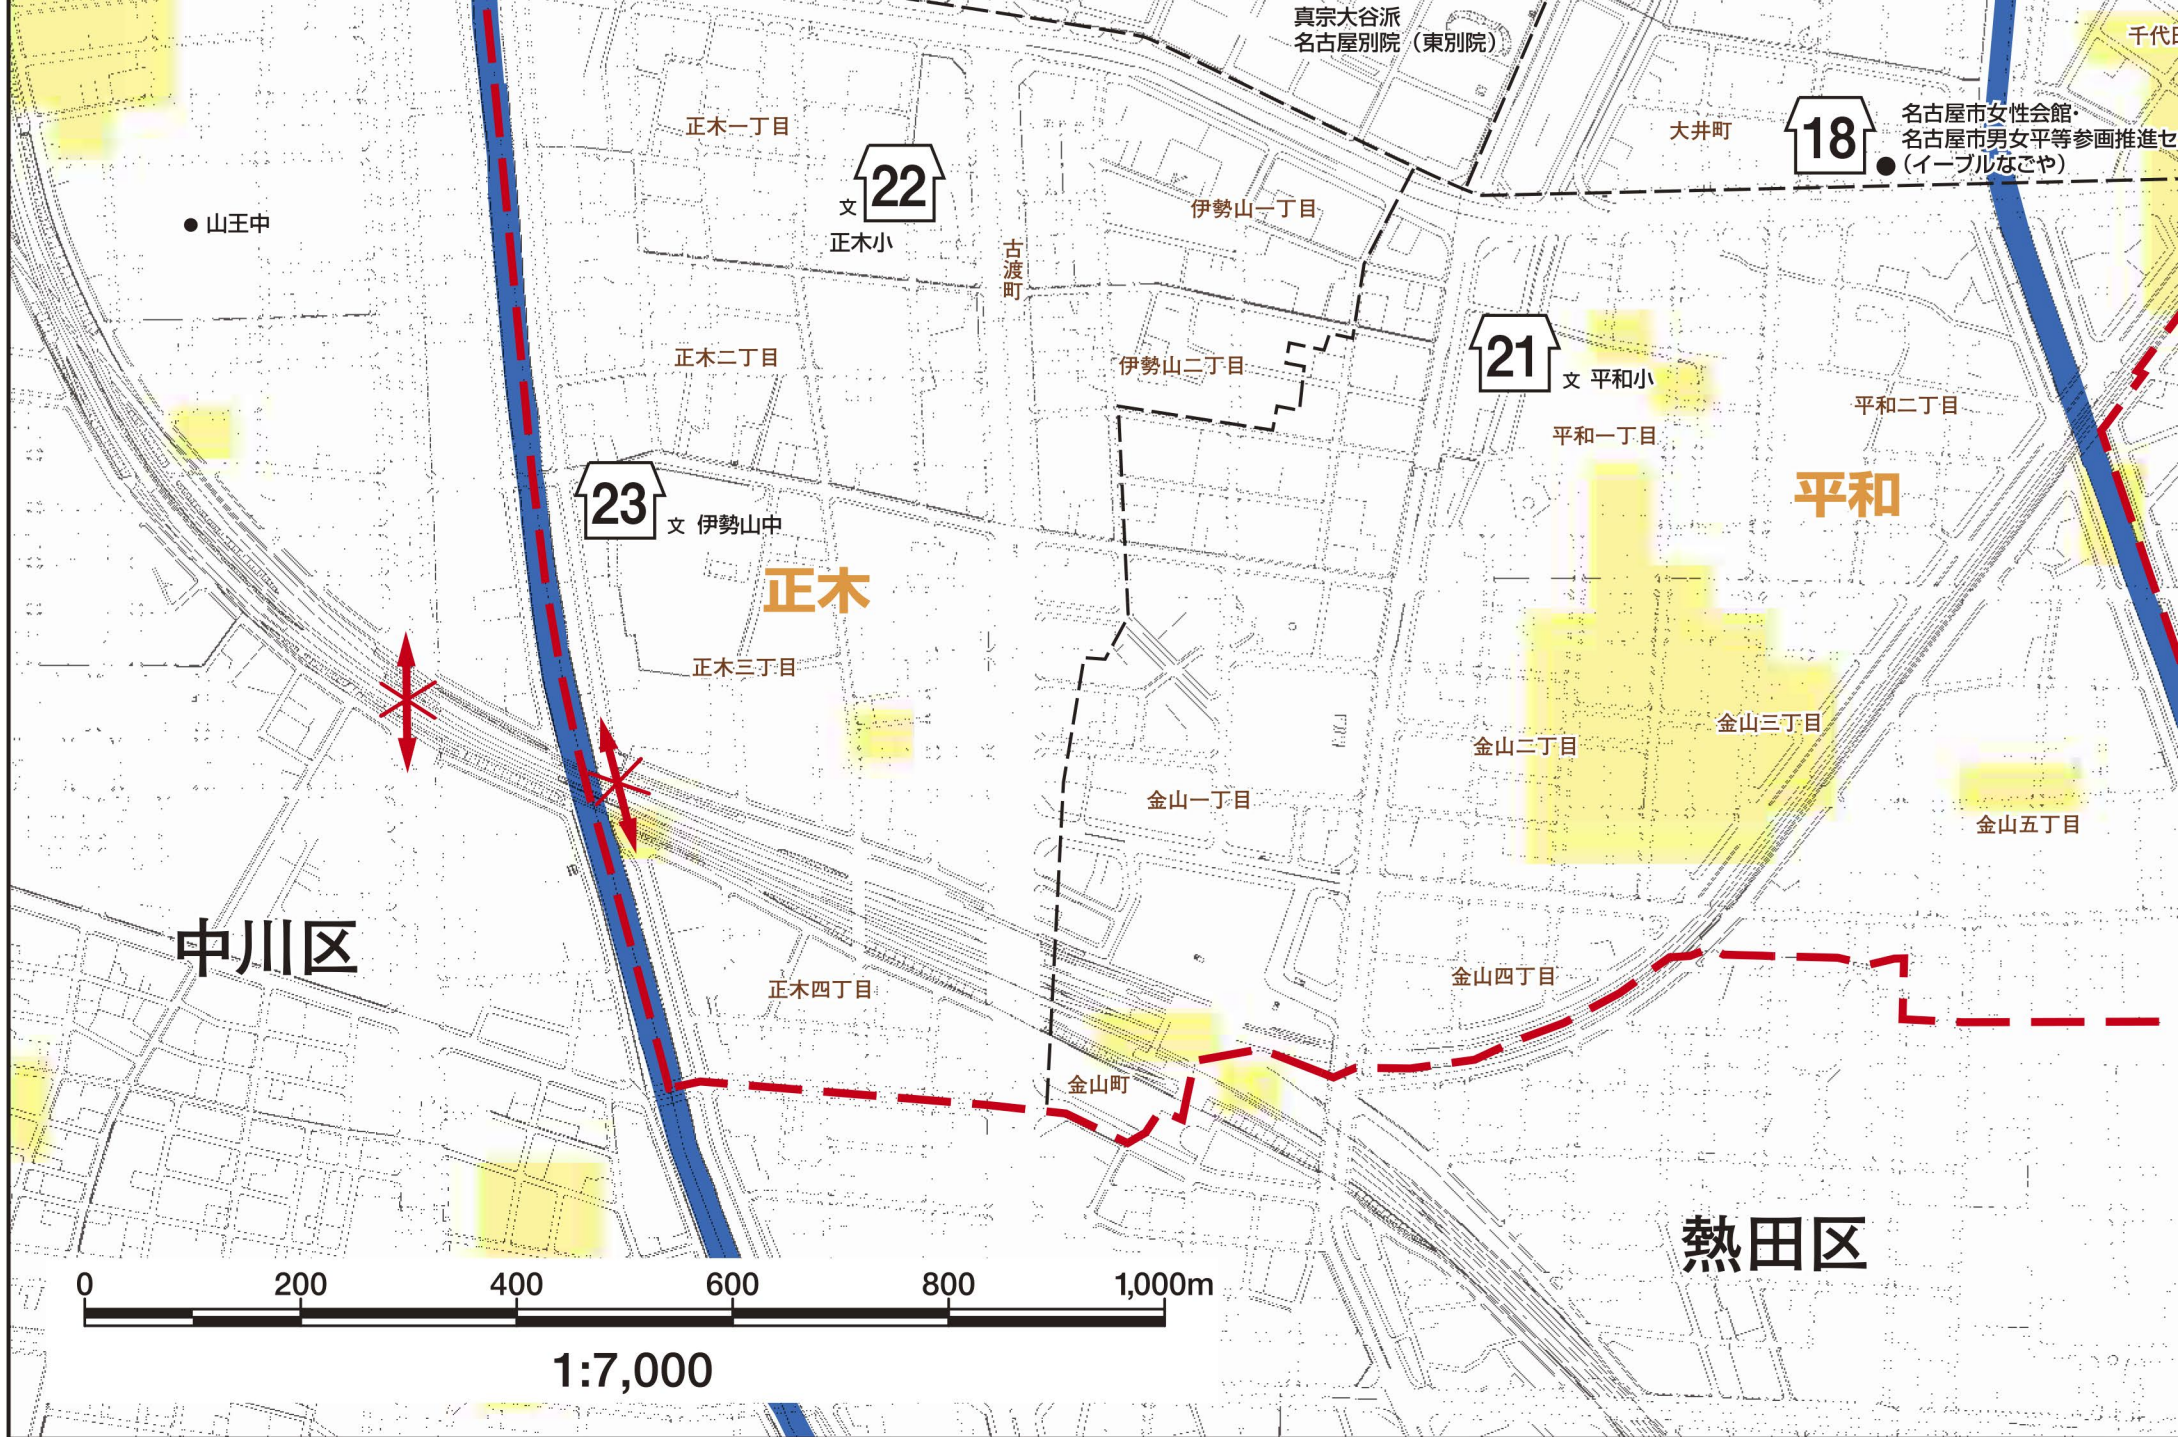 真宗大谷派
名古屋別院（東別院）
大井町
18
名古屋市女性会館・
名古屋市男女平等参画推進セ
（イーブルなごや）
正木一丁目
22
文
正木小
伊勢山一丁目
山王中
古渡町
正木二丁目
伊勢山二丁目
21
文 平和小
平和二丁目
平和一丁目
平和
23
文 伊勢山中
正木
正木三丁目
金山三丁目
金山二丁目
金山一丁目
金山五丁目
中川区
正木四丁目
金山四丁目
金山町
熱田区
0 200 400 600 800 1,000m
1:7,000